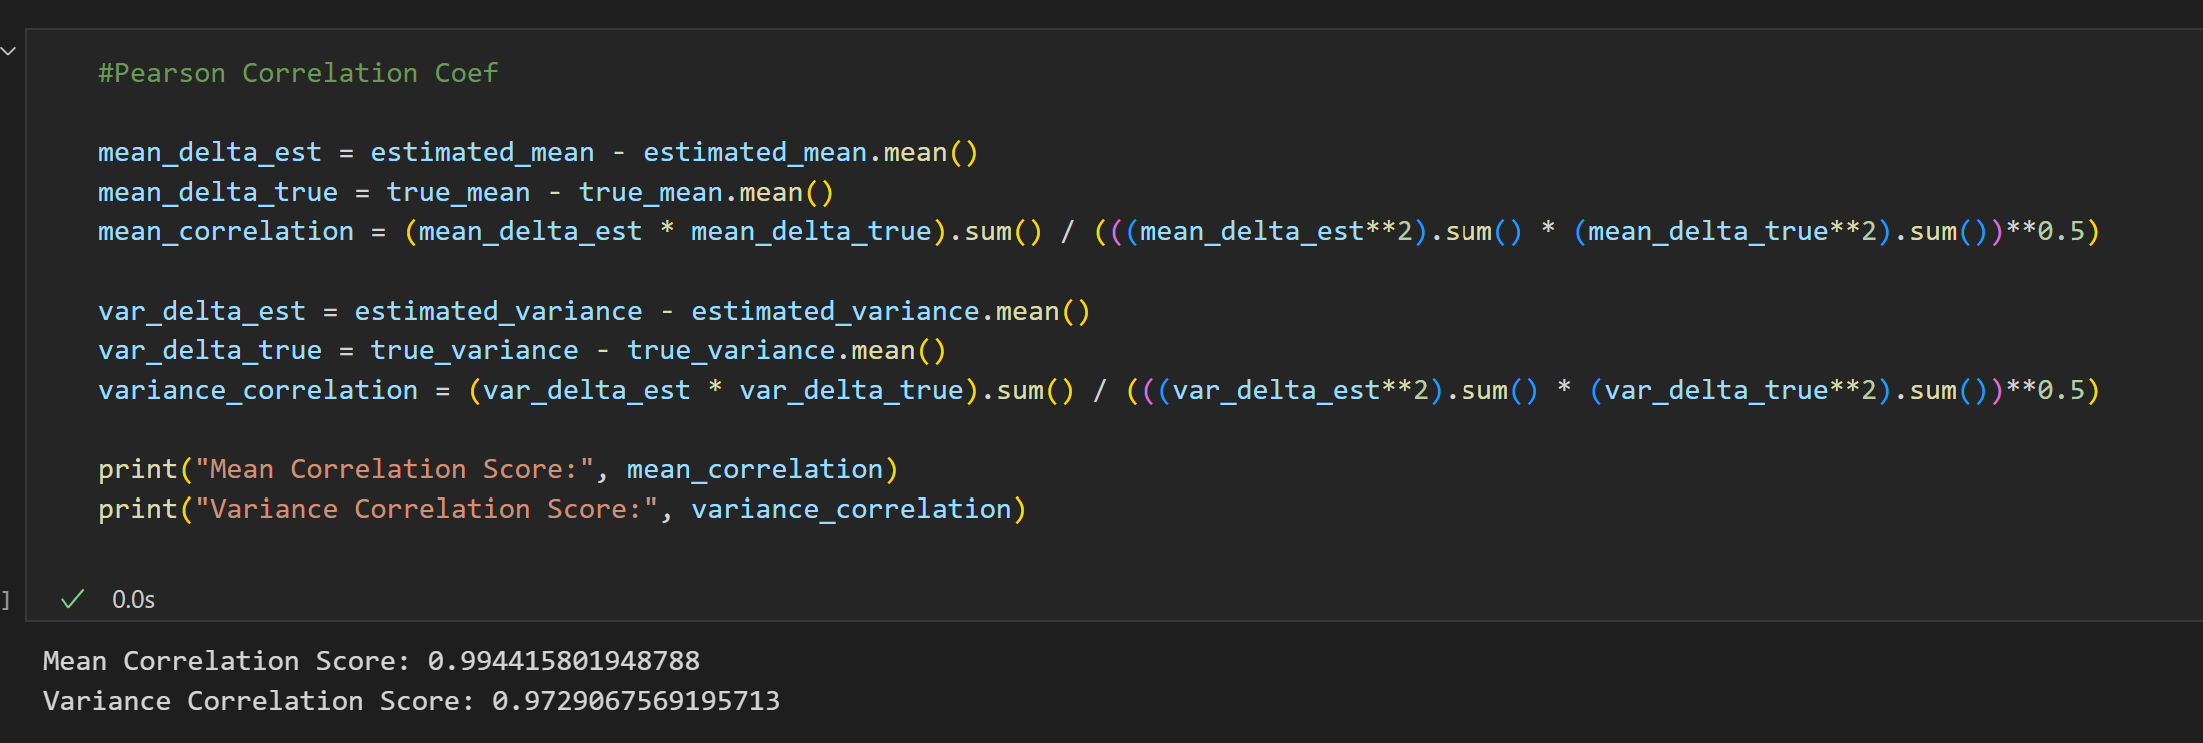 #Pearson Correlation Coef
mean_delta_est = estimated_mean - estimated_mean.mean()
mean_delta_true = true_mean - true_mean.mean()
mean_correlation = (mean_delta_est * mean_delta_true).sum() / (((mean_delta_est**2).sum() * (mean_delta_true**2).sum())**0.5)
var_delta_est = estimated_variance - estimated_variance.mean()
var_delta_true = true_variance - true_variance.mean()
variance_correlation = (var_delta_est * var_delta_true).sum() / (((var_delta_est**2).sum() * (var_delta_true**2).sum())**0.5)
print("Mean Correlation Score:", mean_correlation)
print("Variance Correlation Score:", variance_correlation)
] 0.0s
Mean Correlation Score: 0.994415801948788
Variance Correlation Score: 0.9729067569195713